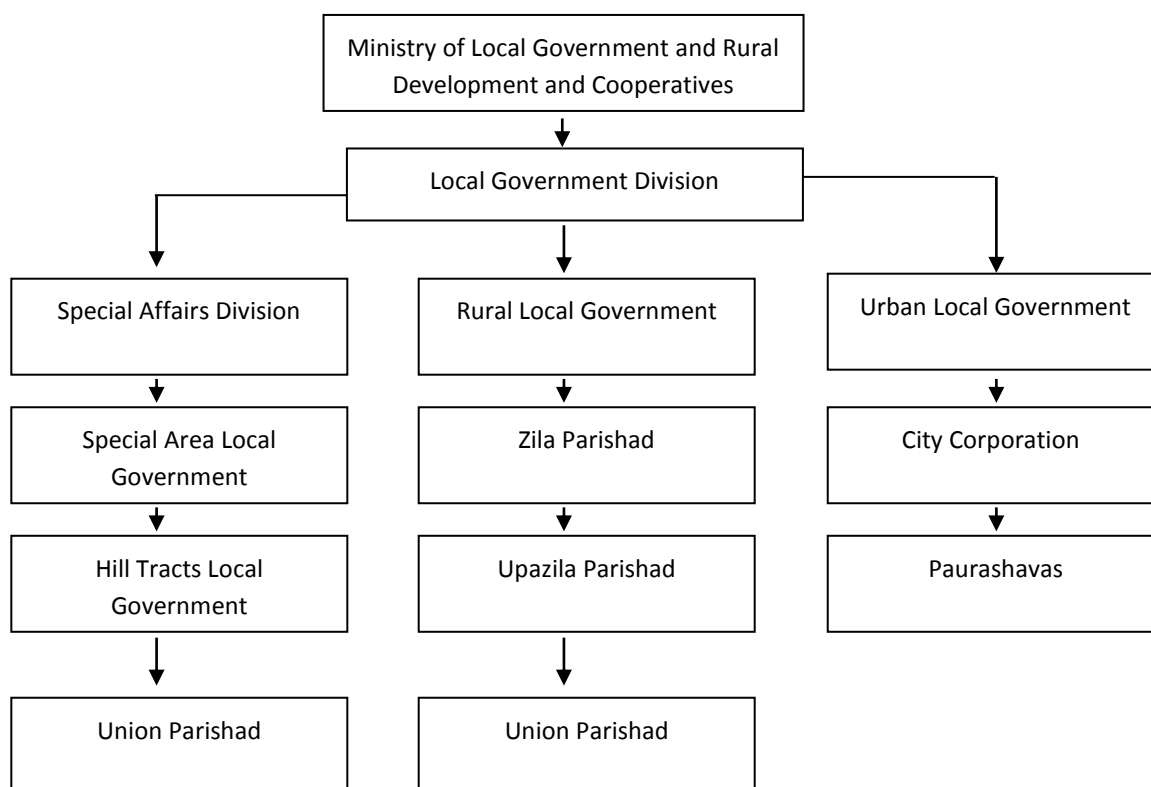 Ministry of Local Government and Rural
Development and Cooperatives
Local Government Division
Special Affairs Division
Rural Local Government
Urban Local Government
Special Area Local
Government
Zila Parishad
City Corporation
Hill Tracts Local
Government
Upazila Parishad
Paurashavas
Union Parishad
Union Parishad